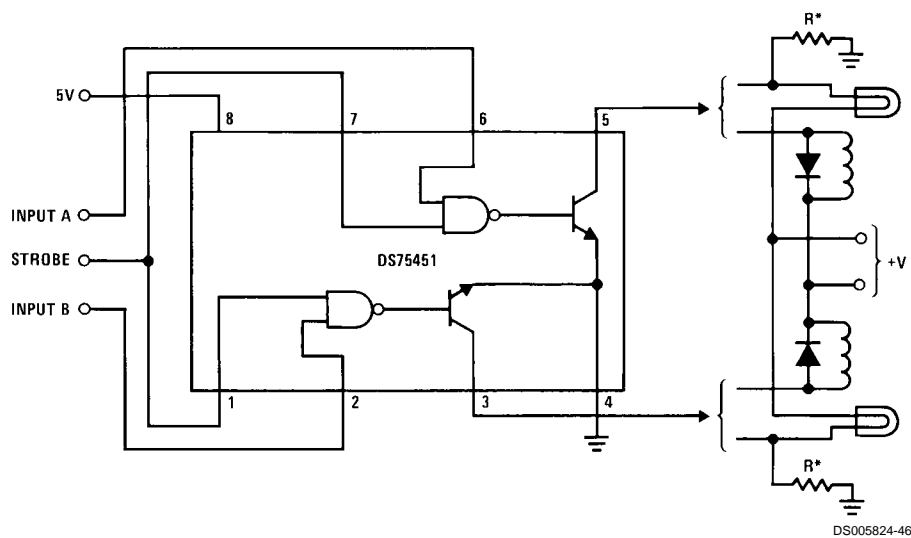 R*
5V
8
7
6
5
INPUT A
STROBE
DS75451
+V
INPUT B
1
2
3
4
R*
DS005824-46